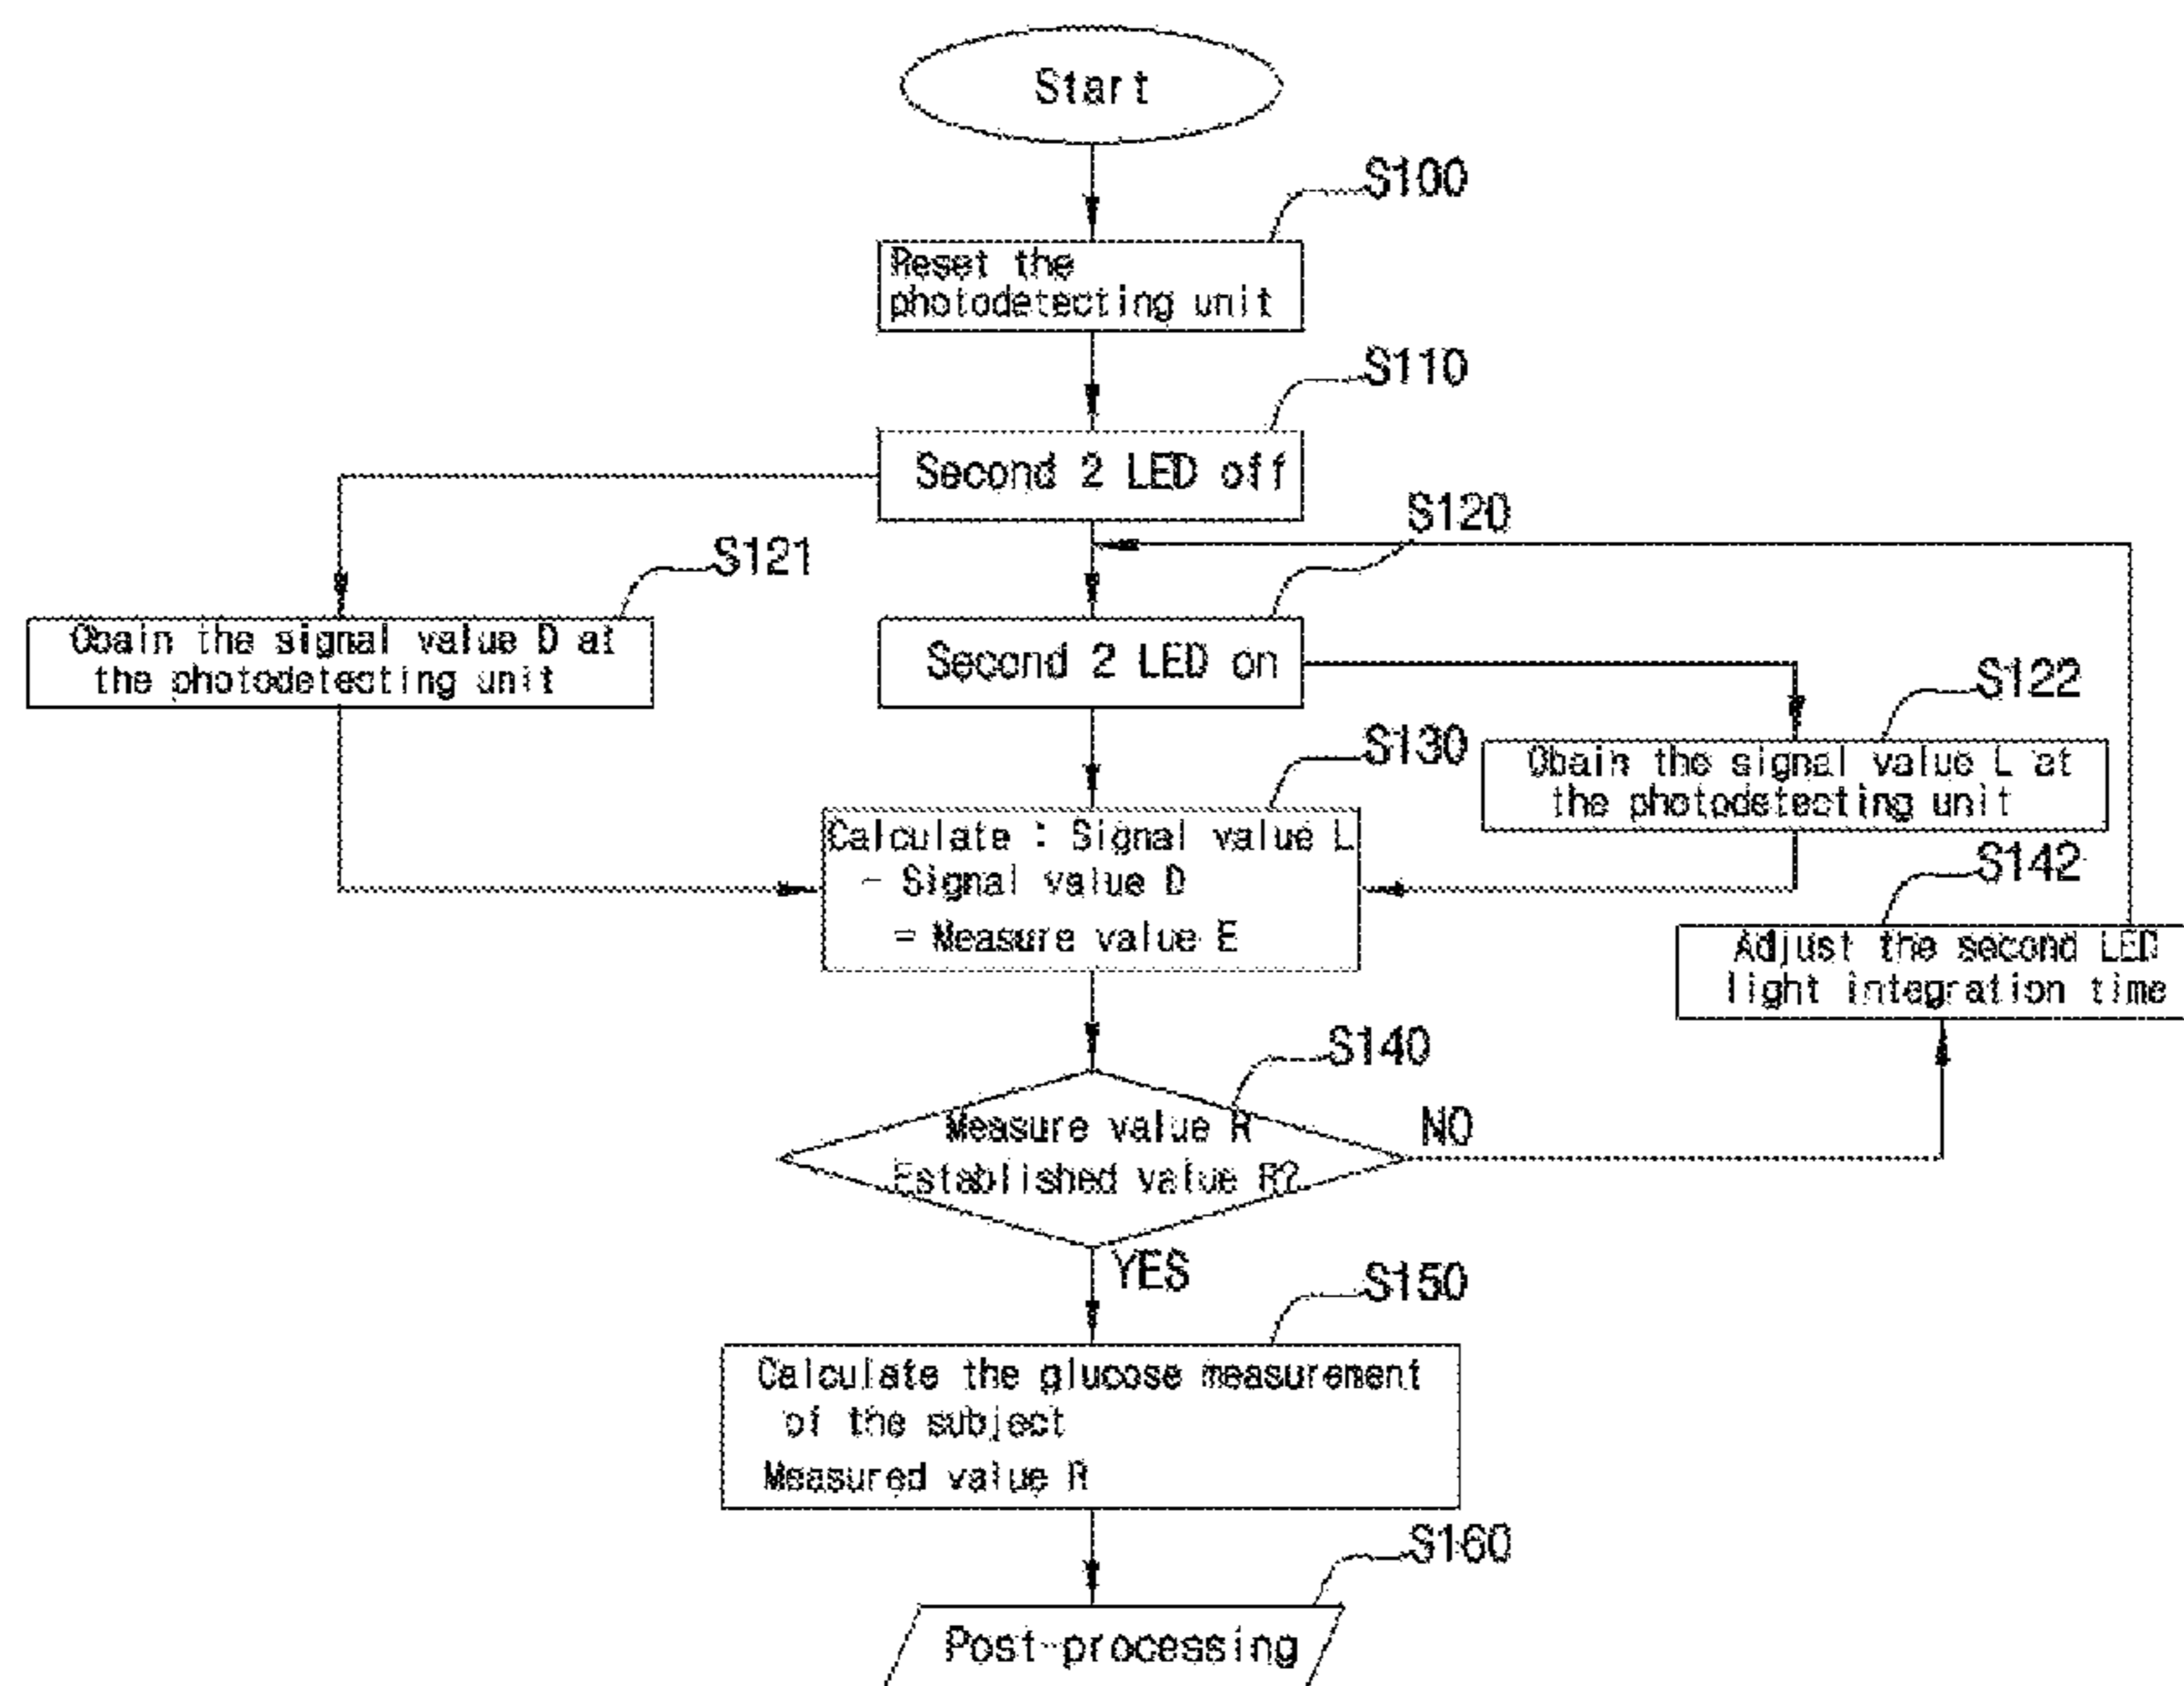 Start
S100
Reset the
photodetecting unit
S110
Second 2 LED off
S120
S121
Obain the signal value D at
the photodetecting unit
Second 2 LED on
S122
Obain the signal value L at
the photodetecting unit
S130
Calculate : Signal value L
- Signal value D
= Measure value E
S142
Adjust the second LED
light integration time
S140
Measure value R
Established value R?
NO
YES
S150
Calculate the glucose measurement
of the subject
Measured value R
S160
Post-processing